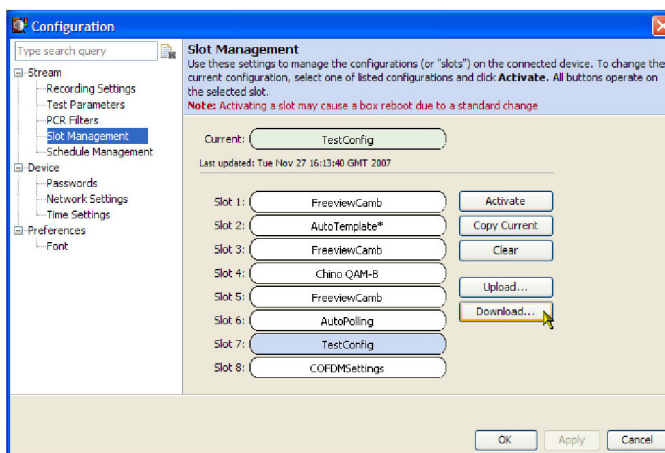 Configuration
Type search query
Stream
Recording Settings
Test Parameters
PCR Filters
Slot Management
Schedule Management
Device
Passwords
Network Settings
Time Settings
Preferences
Font
Slot Management
Use these settings to manage the configurations (or "slots") on the connected device. To change the
current configuration, select one of listed configurations and click Activate. All buttons operate on
the selected slot.
Note: Activating a slot may cause a box reboot due to a standard change
Current: TestConfig
Last updated: Tue Nov 27 16:13:40 GMT 2007
Slot 1: FreeviewCamb
Activate
Slot 2: AutoTemplate*
Copy Current
Slot 3: FreeviewCamb
Clear
Slot 4: Chino QAM-B
Slot 5: FreeviewCamb
Upload...
Slot 6: AutoPolling
Download...
Slot 7: TestConfig
Slot 8: COFDMSettings
OK
Apply
Cancel